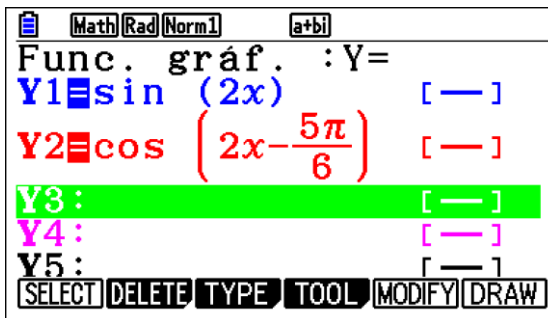 Math Rad Norm1 a+bi
Func. gráf. :Y=
Y1=sin (2x) [—]
Y2=cos (2x-5π/6) [—]
Y3: [—]
Y4: [—]
Y5: [—]
SELECT DELETE TYPE TOOL MODIFY DRAW